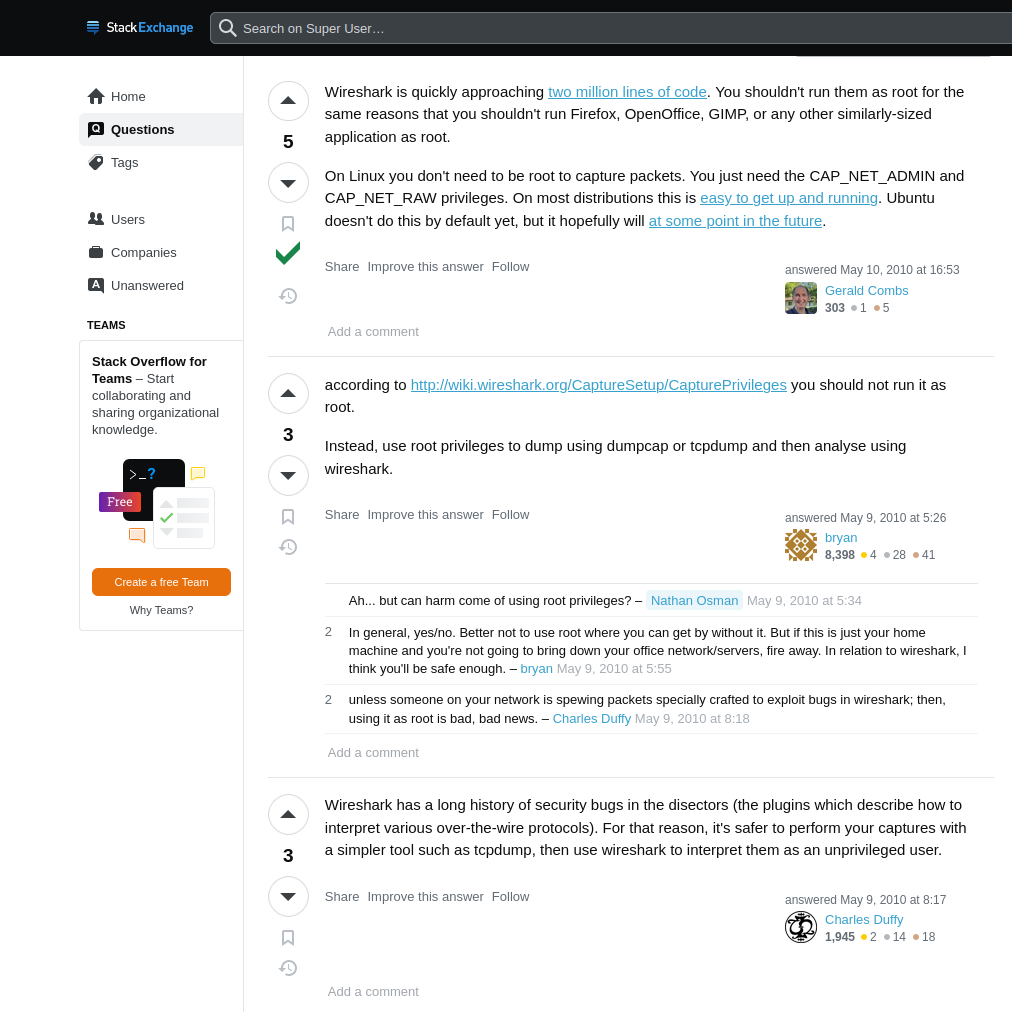 StackExchange
Search on Super User…
Home
Questions
Tags
Users
Companies
Unanswered
TEAMS
Stack Overflow for
Teams – Start
collaborating and
sharing organizational
knowledge.
>_?
Free
Create a free Team
Why Teams?
Wireshark is quickly approaching two million lines of code. You shouldn't run them as root for the
same reasons that you shouldn't run Firefox, OpenOffice, GIMP, or any other similarly-sized
application as root.
5
On Linux you don't need to be root to capture packets. You just need the CAP_NET_ADMIN and
CAP_NET_RAW privileges. On most distributions this is easy to get up and running. Ubuntu
doesn't do this by default yet, but it hopefully will at some point in the future.
Share Improve this answer Follow
answered May 10, 2010 at 16:53
Gerald Combs
303 1 5
Add a comment
according to http://wiki.wireshark.org/CaptureSetup/CapturePrivileges you should not run it as
root.
3
Instead, use root privileges to dump using dumpcap or tcpdump and then analyse using
wireshark.
Share Improve this answer Follow
answered May 9, 2010 at 5:26
bryan
8,398 4 28 41
Ah... but can harm come of using root privileges? – Nathan Osman May 9, 2010 at 5:34
2 In general, yes/no. Better not to use root where you can get by without it. But if this is just your home
machine and you're not going to bring down your office network/servers, fire away. In relation to wireshark, I
think you'll be safe enough. – bryan May 9, 2010 at 5:55
2 unless someone on your network is spewing packets specially crafted to exploit bugs in wireshark; then,
using it as root is bad, bad news. – Charles Duffy May 9, 2010 at 8:18
Add a comment
Wireshark has a long history of security bugs in the disectors (the plugins which describe how to
interpret various over-the-wire protocols). For that reason, it's safer to perform your captures with
a simpler tool such as tcpdump, then use wireshark to interpret them as an unprivileged user.
3
Share Improve this answer Follow
answered May 9, 2010 at 8:17
Charles Duffy
1,945 2 14 18
Add a comment